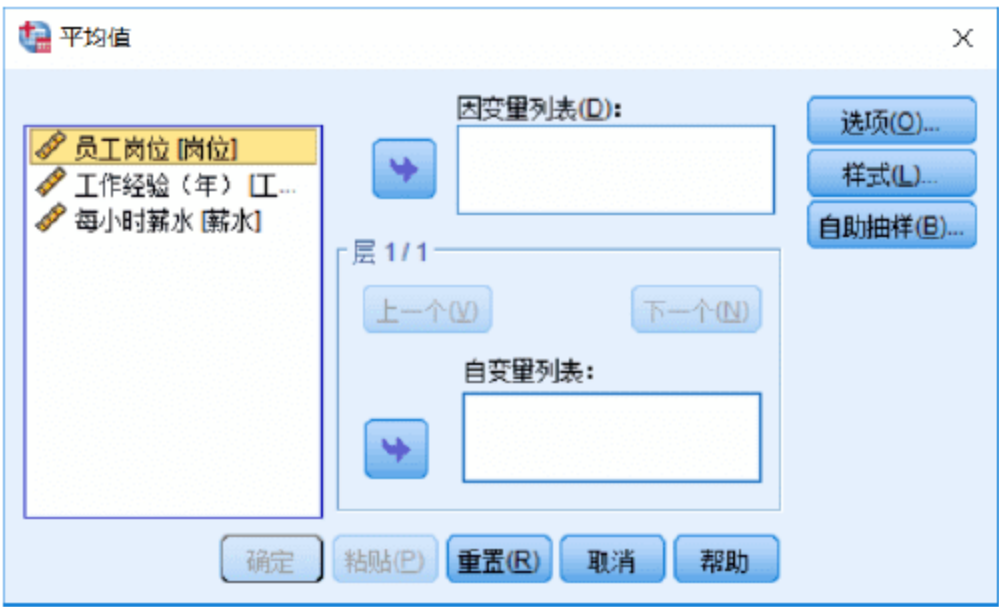 平均值
因变量列表(D):
选项(O)...
员工岗位 [岗位]
样式(L)...
工作经验（年） [工...
每小时薪水 [薪水]
自助抽样(B)...
层 1/1
上一个(V)
下一个(N)
自变量列表:
确定
粘贴(P)
重置(R)
取消
帮助